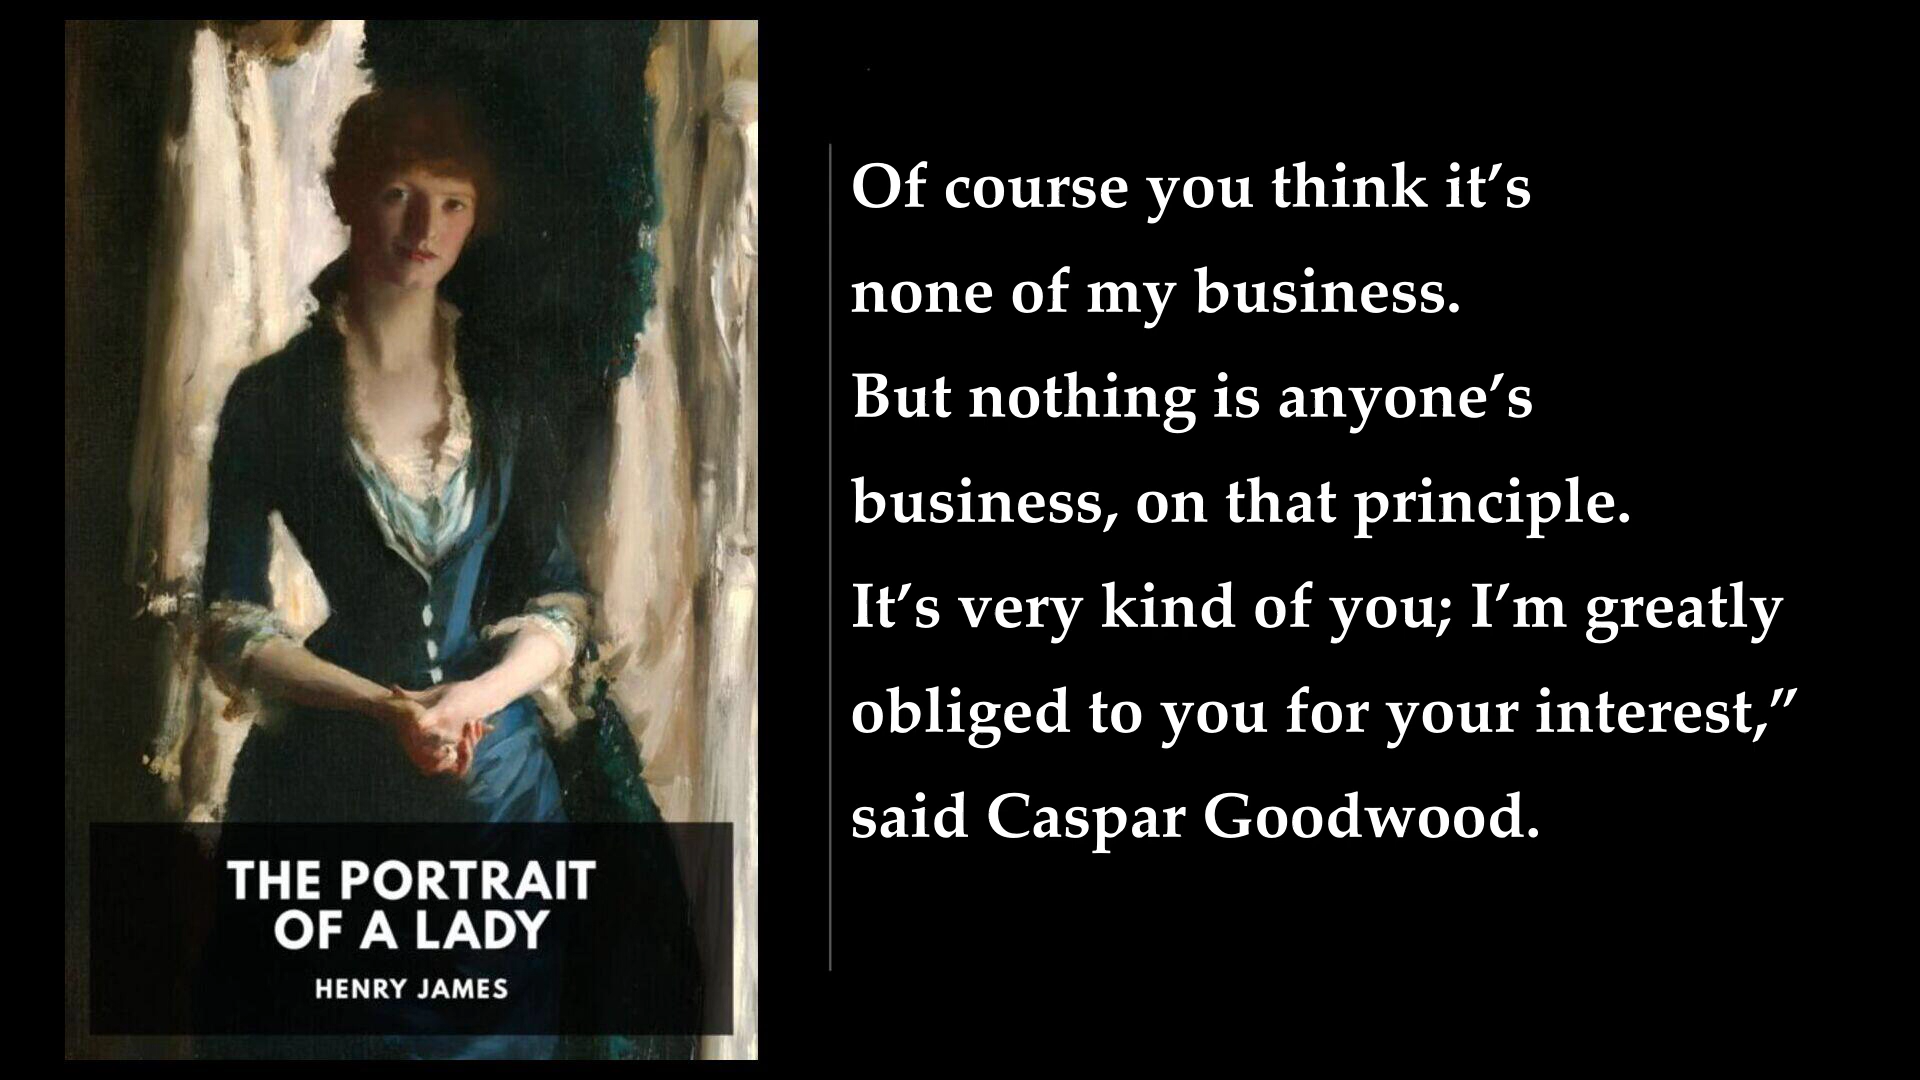 THE PORTRAIT
OF A LADY
HENRY JAMES
Of course you think it’s
none of my business.
But nothing is anyone’s
business, on that principle.
It’s very kind of you; I’m greatly
obliged to you for your interest,”
said Caspar Goodwood.